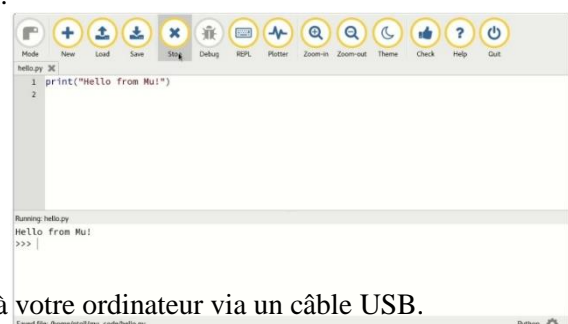 .
Mode New Load Save Stop Debug REPL Plotter Zoom-in Zoom-out Theme Check Help Quit
hello.py
1 print("Hello from Mu!")
2
Running: hello.py
Hello from Mu!
>>>
à votre ordinateur via un câble USB.
Python